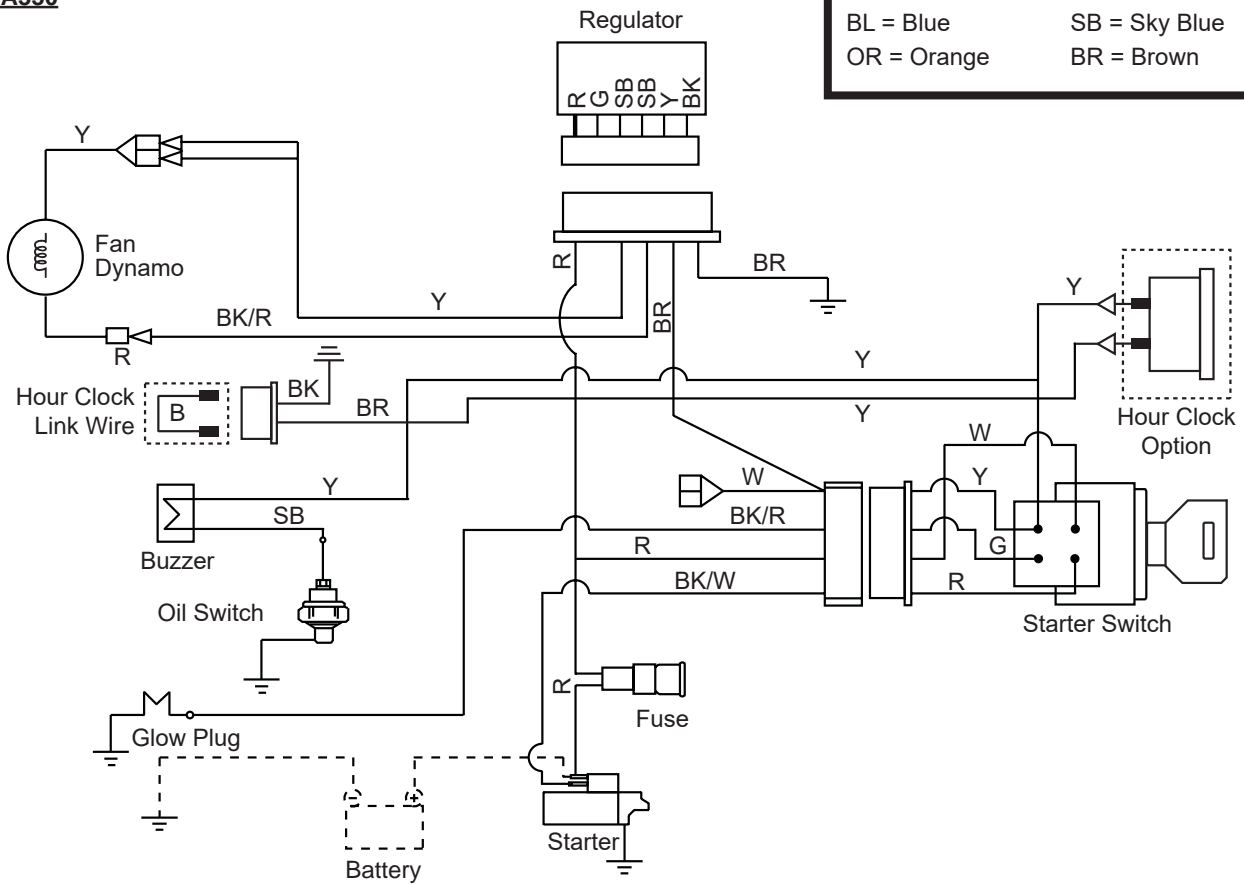 A330
Regulator
BL = Blue
SB = Sky Blue
OR = Orange
BR = Brown
R
G
SB
SB
Y
BK
Y
Fan
Dynamo
R
BR
Y
Y
BK/R
BR
R
Y
Hour Clock
Link Wire
B
BK
BR
Y
Hour Clock
Option
W
Y
W
Y
SB
BK/R
Buzzer
R
G
BK/W
R
Oil Switch
Starter Switch
R
Fuse
Glow Plug
Starter
Battery